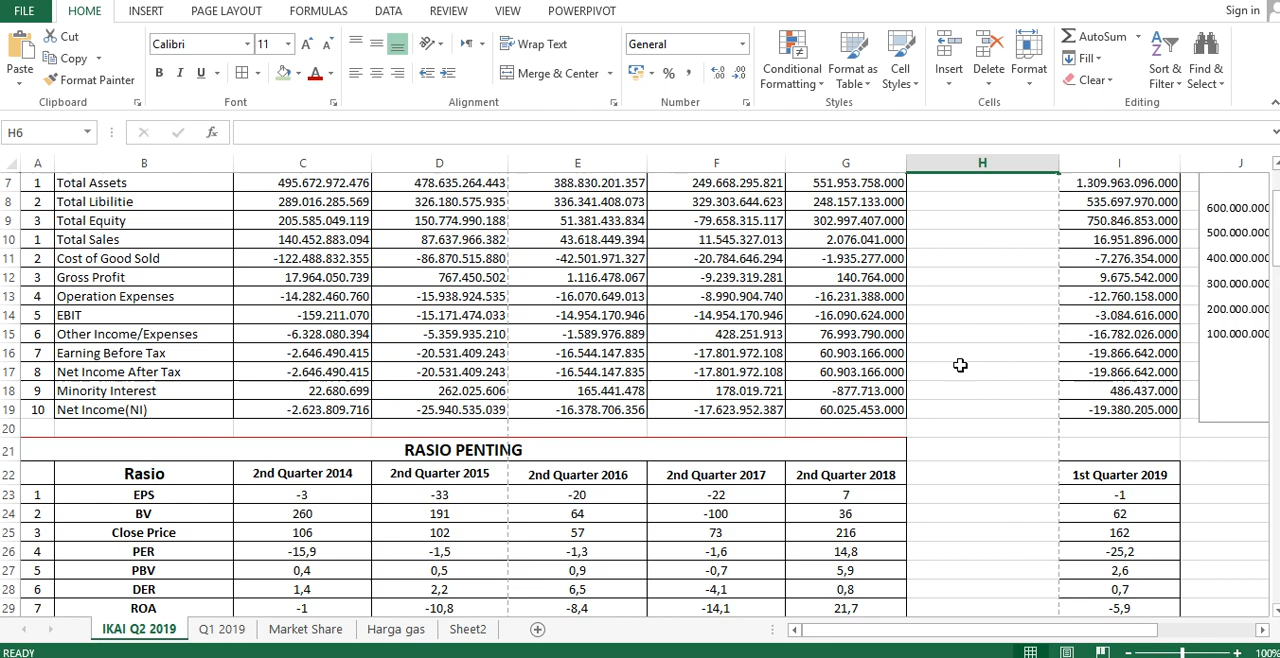 FILE HOME INSERT PAGE LAYOUT FORMULAS DATA REVIEW VIEW POWERPIVOT Sign in
Paste Cut Copy Format Painter Clipboard
Calibri 11 A A B I U A Font
Wrap Text Merge & Center Alignment
General % , Number
Conditional Formatting Format as Table Cell Styles Styles
Insert Delete Format Cells
AutoSum Fill Clear Sort & Filter Find & Select Editing
H6 fx
A B C D E F G H I J
7 1 Total Assets 495.672.972.476 478.635.264.443 388.830.201.357 249.668.295.821 551.953.758.000 1.309.963.096.000
8 2 Total Libilitie 289.016.285.569 326.180.575.935 336.341.408.073 329.303.644.623 248.157.133.000 535.697.970.000 600.000.000
9 3 Total Equity 205.585.049.119 150.774.990.188 51.381.433.834 -79.658.315.117 302.997.407.000 750.846.853.000 500.000.000
10 1 Total Sales 140.452.883.094 87.637.966.382 43.618.449.394 11.545.327.013 2.076.041.000 16.951.896.000
11 2 Cost of Good Sold -122.488.832.355 -86.870.515.880 -42.501.971.327 -20.784.646.294 -1.935.277.000 -7.276.354.000 400.000.000
12 3 Gross Profit 17.964.050.739 767.450.502 1.116.478.067 -9.239.319.281 140.764.000 9.675.542.000 300.000.000
13 4 Operation Expenses -14.282.460.760 -15.938.924.535 -16.070.649.013 -8.990.904.740 -16.231.388.000 -12.760.158.000
14 5 EBIT -159.211.070 -15.171.474.033 -14.954.170.946 -14.954.170.946 -16.090.624.000 -3.084.616.000 200.000.000
15 6 Other Income/Expenses -6.328.080.394 -5.359.935.210 -1.589.976.889 428.251.913 76.993.790.000 -16.782.026.000 100.000.000
16 7 Earning Before Tax -2.646.490.415 -20.531.409.243 -16.544.147.835 -17.801.972.108 60.903.166.000 -19.866.642.000
17 8 Net Income After Tax -2.646.490.415 -20.531.409.243 -16.544.147.835 -17.801.972.108 60.903.166.000 -19.866.642.000
18 9 Minority Interest 22.680.699 262.025.606 165.441.478 178.019.721 -877.713.000 486.437.000
19 10 Net Income(NI) -2.623.809.716 -25.940.535.039 -16.378.706.356 -17.623.952.387 60.025.453.000 -19.380.205.000
20
21 RASIO PENTING
22 Rasio 2nd Quarter 2014 2nd Quarter 2015 2nd Quarter 2016 2nd Quarter 2017 2nd Quarter 2018 1st Quarter 2019
23 1 EPS -3 -33 -20 -22 7 -1
24 2 BV 260 191 64 -100 36 62
25 3 Close Price 106 102 57 73 216 162
26 4 PER -15,9 -1,5 -1,3 -1,6 14,8 -25,2
27 5 PBV 0,4 0,5 0,9 -0,7 5,9 2,6
28 6 DER 1,4 2,2 6,5 -4,1 0,8 0,7
29 7 ROA -1 -10,8 -8,4 -14,1 21,7 -5,9
IKAI Q2 2019 Q1 2019 Market Share Harga gas Sheet2
READY 100%